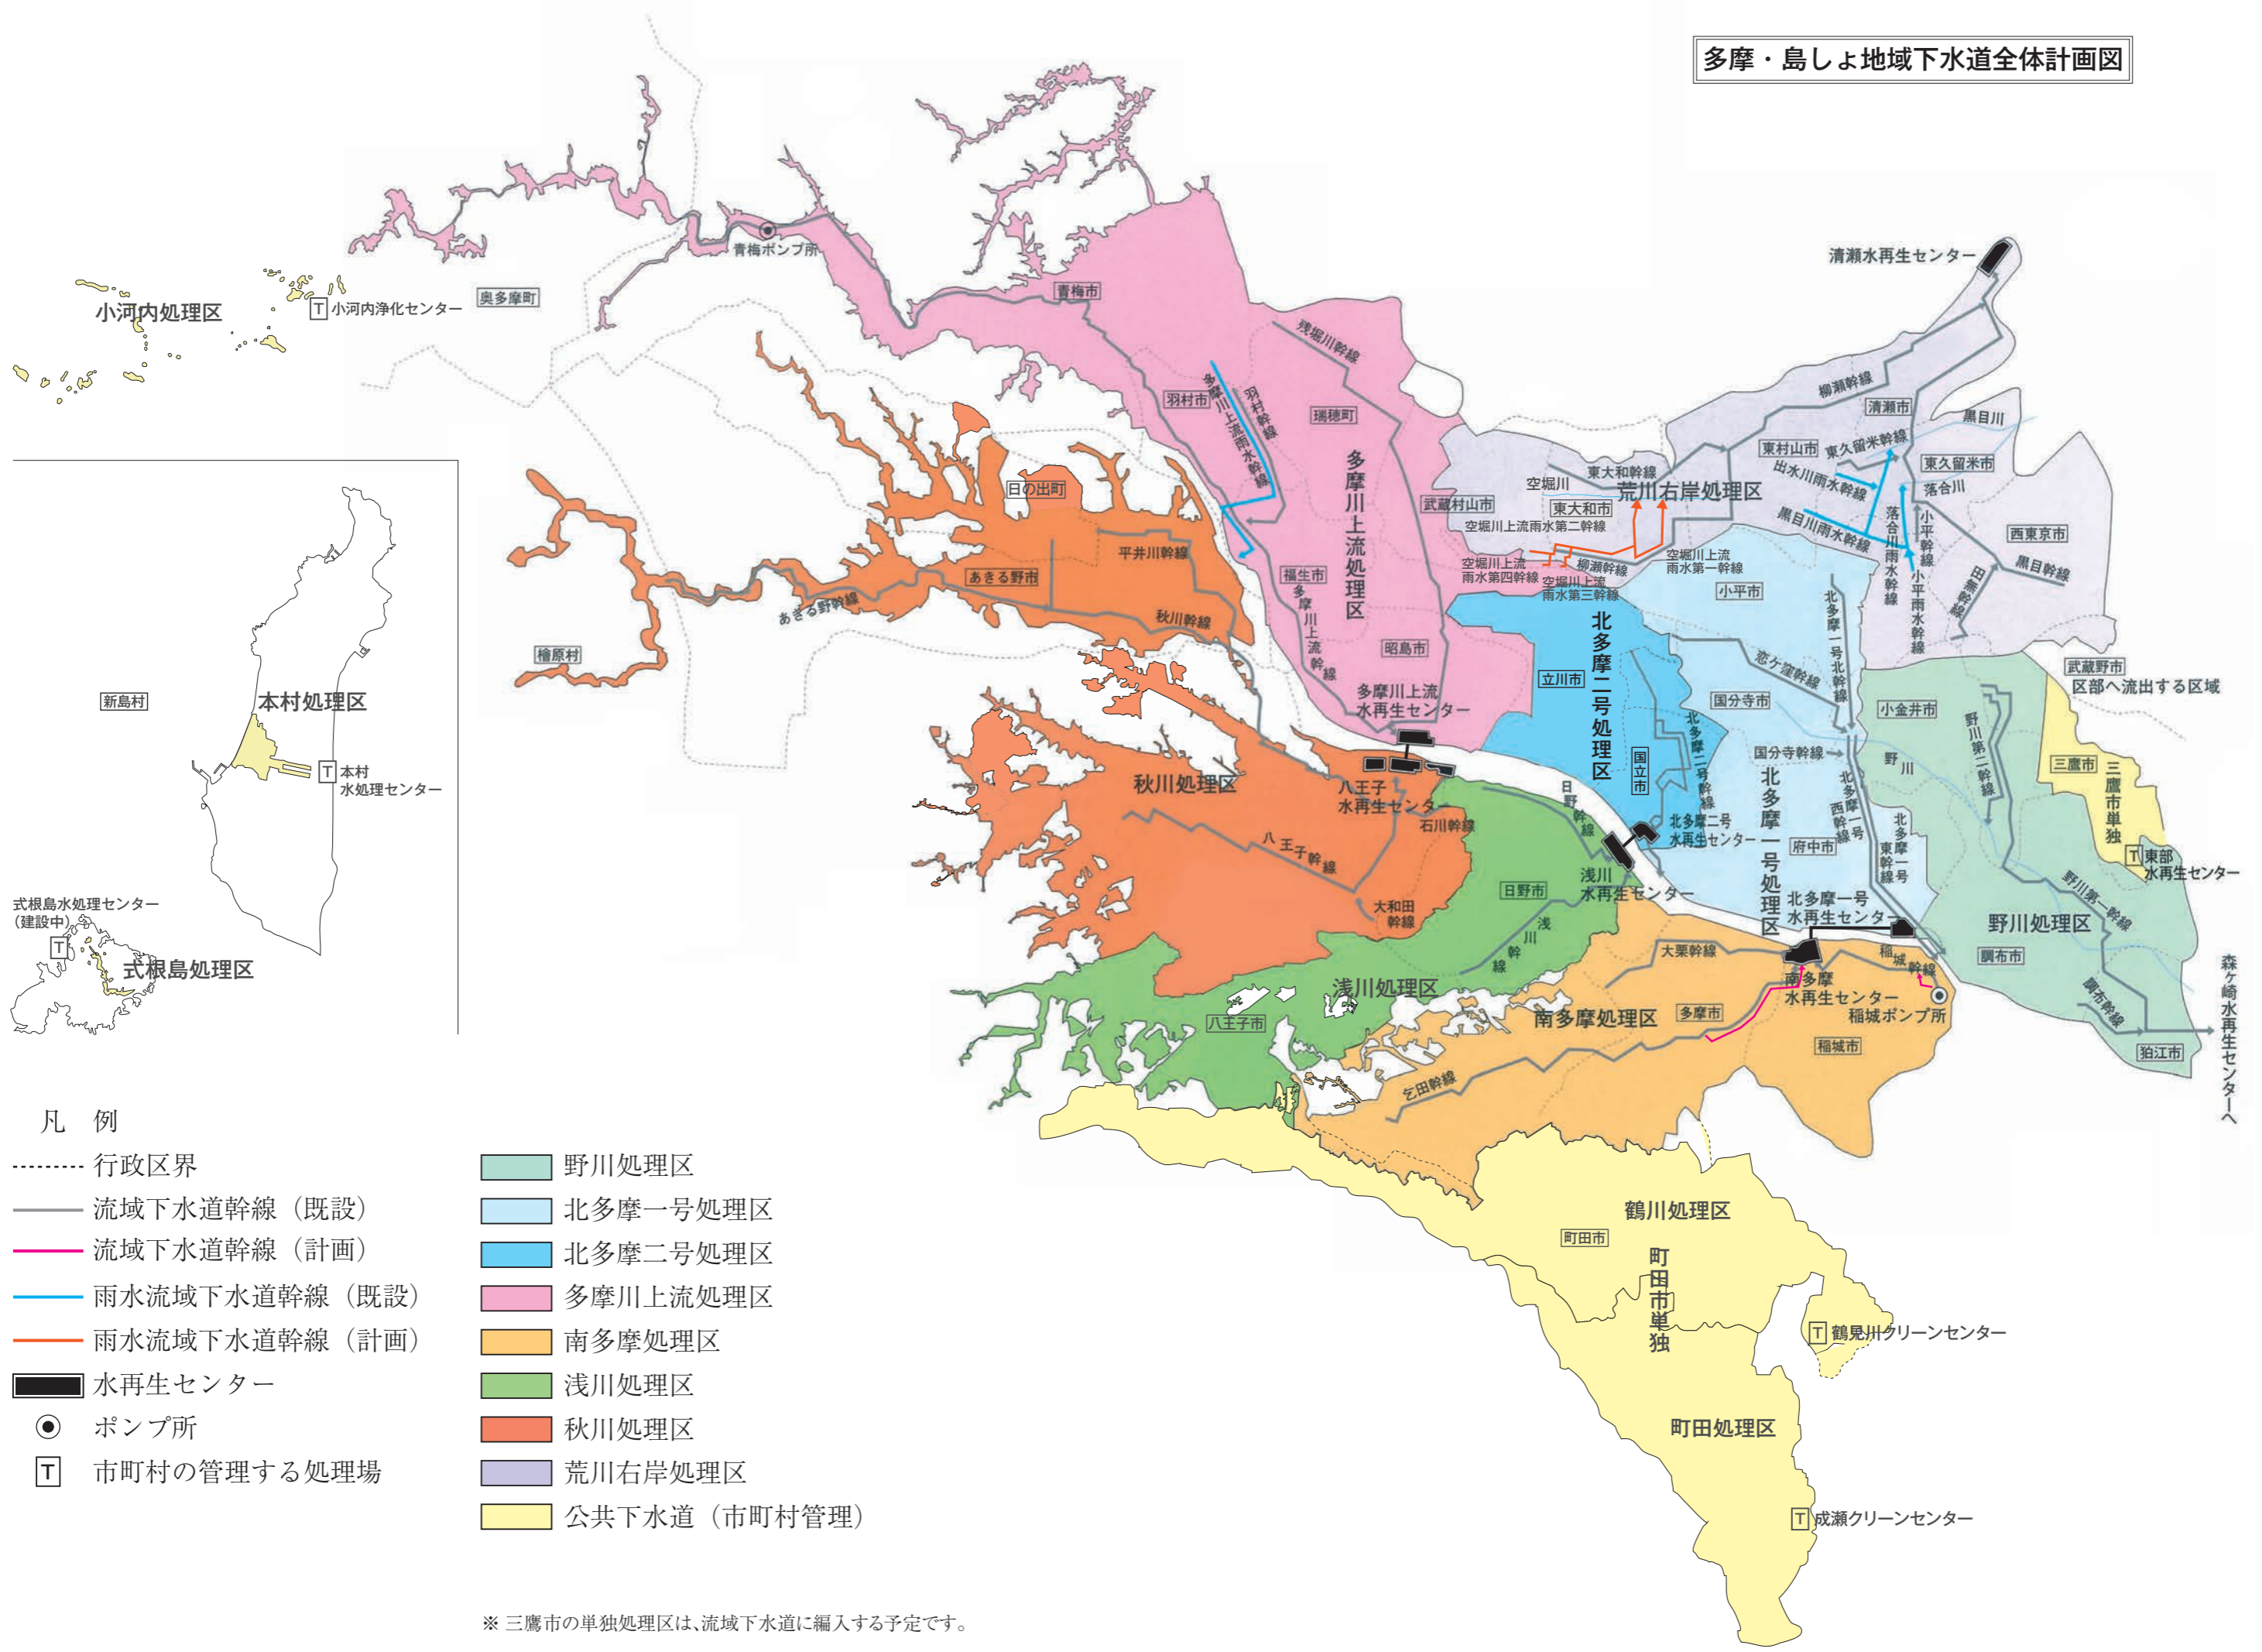 多摩・島しょ地域下水道全体計画図
清瀬水再生センター
青梅ポンプ所
奥多摩町
青梅市
小河内処理区
小河内浄化センター
残堀川幹線
羽村市
多摩川上流雨水幹線
羽村幹線
瑞穂町
多摩川上流処理区
柳瀬幹線
清瀬市
黒目川
東村山市
東久留米幹線
東久留米市
出水川雨水幹線
落合川
東大和幹線
空堀川
荒川右岸処理区
武蔵村山市
東大和市
空堀川上流雨水第二幹線
黒目川雨水幹線
落合川雨水幹線
小平幹線
小平雨水幹線
西東京市
黒目幹線
田無幹線
空堀川上流
雨水第四幹線
柳瀬幹線
空堀川上流
雨水第一幹線
空堀川上流
雨水第三幹線
日の出町
平井川幹線
あきる野市
あきる野幹線
秋川幹線
檜原村
福生市
多摩川上流幹線
昭島市
多摩川上流
水再生センター
小平市
北多摩一号北幹線
恋ケ窪幹線
北多摩二号処理区
立川市
国分寺市
国立市
北多摩二号幹線
国分寺幹線
小金井市
野川
野川第二幹線
武蔵野市
区部へ流出する区域
三鷹市
三鷹市単独
東部
水再生センター
新島村
本村処理区
本村
水処理センター
秋川処理区
八王子
水再生センター
石川幹線
八王子幹線
大和田
幹線
日野幹線
日野市
北多摩二号
水再生センター
浅川
水再生センター
浅川幹線
北多摩一号処理区
北多摩一号
西幹線
府中市
北多摩一号
東幹線
北多摩一号
水再生センター
野川第一幹線
野川処理区
調布市
調布幹線
狛江市
森ヶ崎水再生センターへ
式根島水処理センター
(建設中)
式根島処理区
浅川処理区
八王子市
大栗幹線
稲城幹線
南多摩
水再生センター
稲城ポンプ所
南多摩処理区
多摩市
稲城市
乞田幹線
鶴川処理区
町田市
町田市単独
鶴見川クリーンセンター
町田処理区
成瀬クリーンセンター
凡 例
行政区界
流域下水道幹線（既設）
流域下水道幹線（計画）
雨水流域下水道幹線（既設）
雨水流域下水道幹線（計画）
水再生センター
ポンプ所
T 市町村の管理する処理場
野川処理区
北多摩一号処理区
北多摩二号処理区
多摩川上流処理区
南多摩処理区
浅川処理区
秋川処理区
荒川右岸処理区
公共下水道（市町村管理）
※ 三鷹市の単独処理区は、流域下水道に編入する予定です。